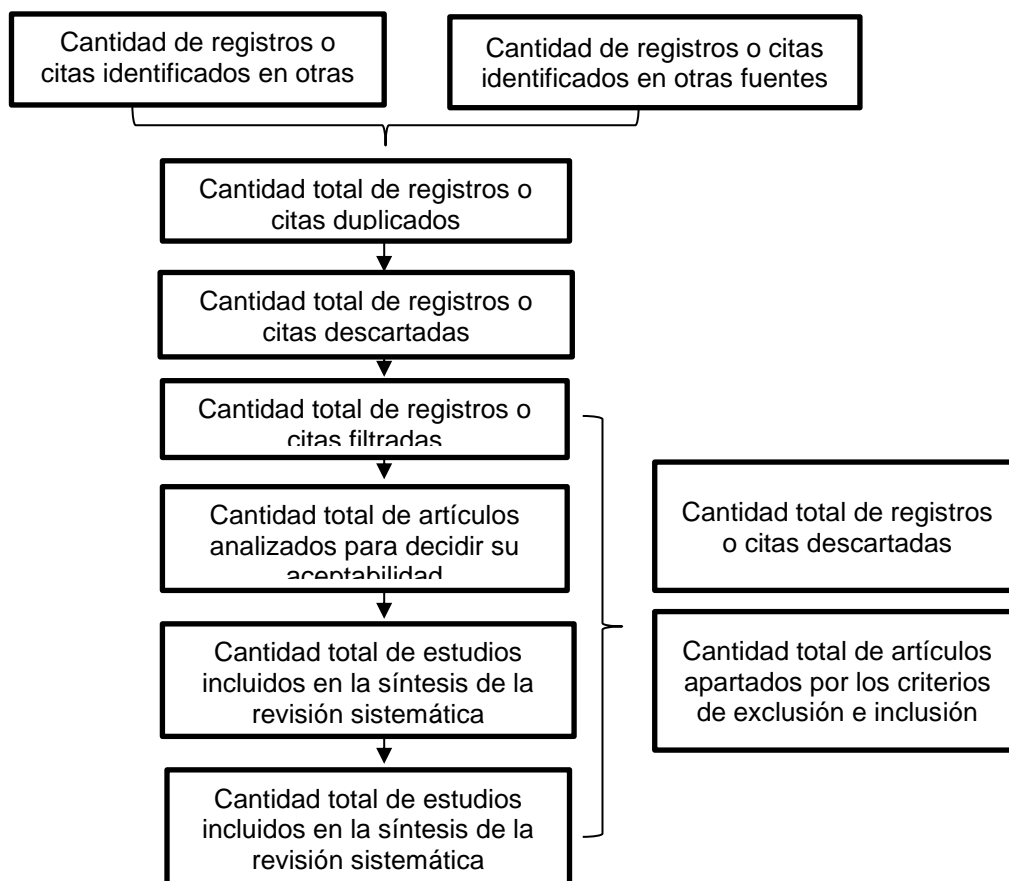 Cantidad de registros o
citas identificados en otras
Cantidad de registros o citas
identificados en otras fuentes
Cantidad total de registros o
citas duplicados
Cantidad total de registros o
citas descartadas
Cantidad total de registros o
citas filtradas
Cantidad total de artículos
analizados para decidir su
aceptabilidad
Cantidad total de estudios
incluidos en la síntesis de la
revisión sistemática
Cantidad total de estudios
incluidos en la síntesis de la
revisión sistemática
Cantidad total de registros
o citas descartadas
Cantidad total de artículos
apartados por los criterios
de exclusión e inclusión